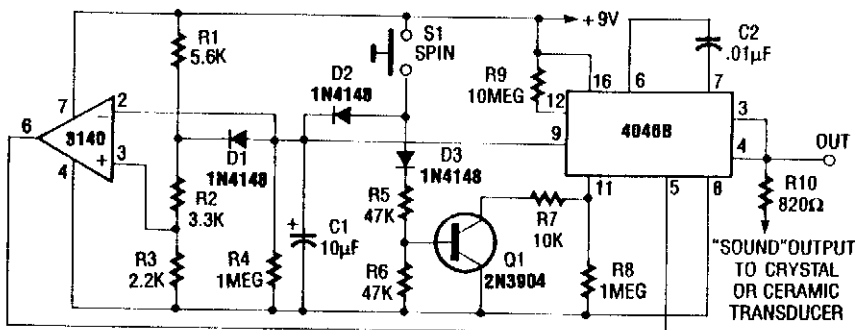 + 9V
R1
5.6K
S1
SPIN
C2
.01µF
D2
1N4148
R9
10MEG
16
6
7
12
9
4046B
3
4
OUT
7
2
6
3140
3
4
D1
1N4148
D3
1N4148
11
5
8
R2
3.3K
R5
47K
R7
10K
R10
820Ω
C1
10µF
R3
2.2K
R4
1MEG
R6
47K
Q1
2N3904
R8
1MEG
"SOUND" OUTPUT
TO CRYSTAL
OR CERAMIC
TRANSDUCER